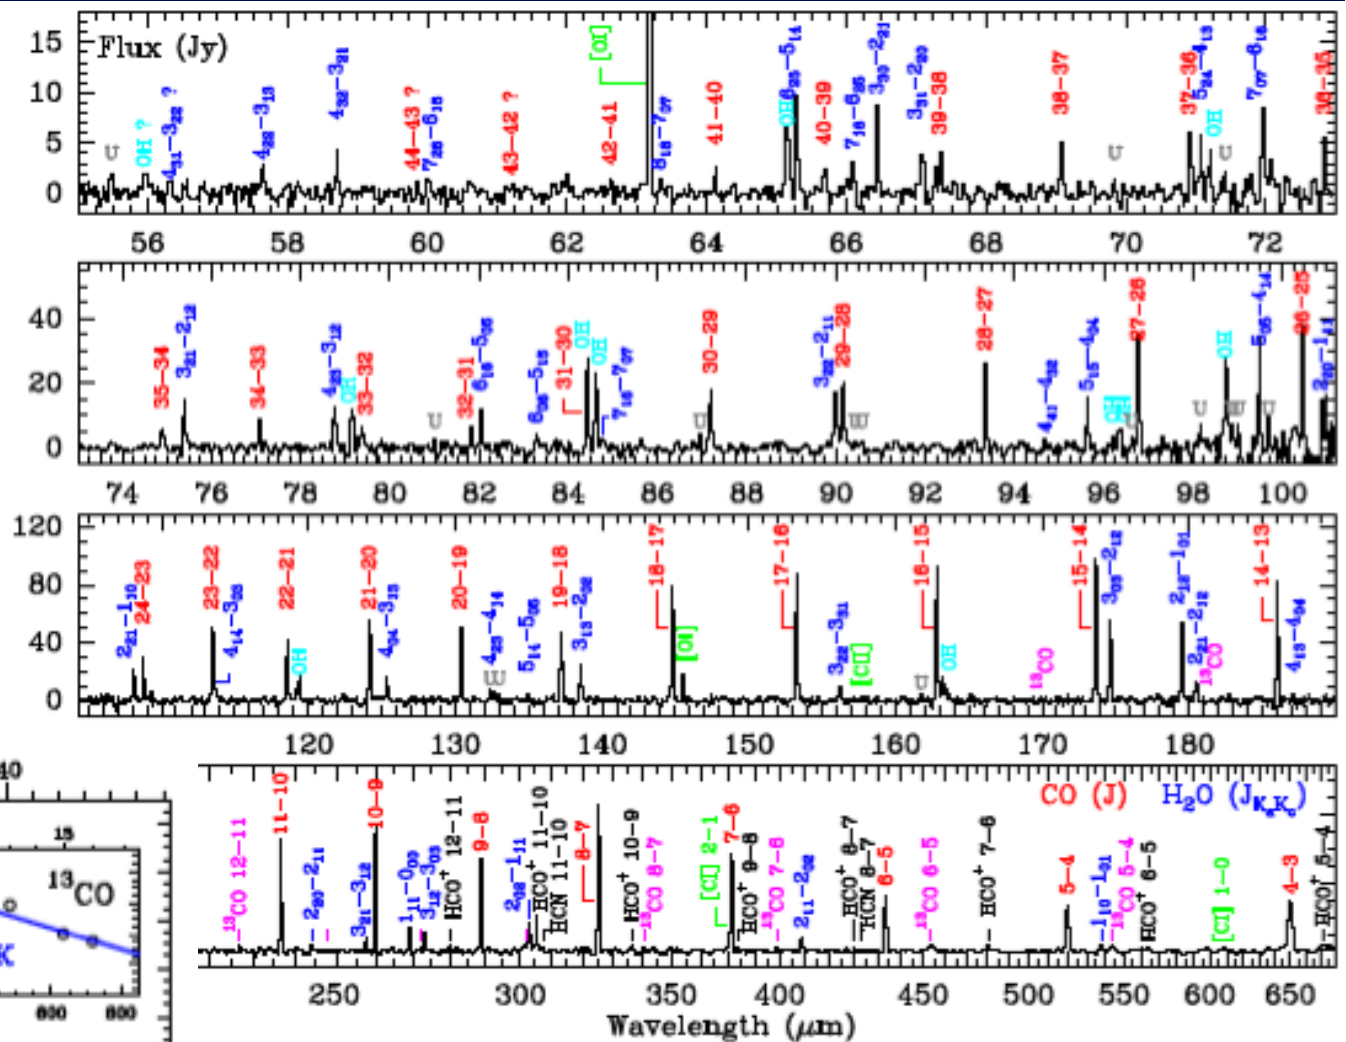 Flux (Jy)
15
10
5
0
U
OH ?
4₃₁−3₂₂ ?
4₂₂−3₁₃
4₃₂−3₂₁
44−43 ?
7₂₆−6₁₅
43−42 ?
42−41
[OI]
8₁₈−7₀₇
41−40
OH
6₂₅−5₁₄
40−39
7₁₆−6₂₅
3₃₀−2₂₁
3₃₁−2₂₀
39−38
38−37
U
37−36
5₂₄−4₁₃
OH
U
7₀₇−6₁₆
36−35
56 58 60 62 64 66 68 70 72
40
20
0
35−34
3₂₁−2₁₂
34−33
4₂₃−3₁₂
OH
33−32
U
32−31
6₁₆−5₀₅
6₀₆−5₁₅
31−30
OH
OH
7₁₆−7₀₇
U
30−29
3₂₂−2₁₁
29−28
UU
28−27
4₄₁−4₃₂
5₁₅−4₀₄
OH
OH
U
27−26
U
OH
UU
5₀₅−4₁₄
U
26−25
2₂₀−1₁₁
74 76 78 80 82 84 86 88 90 92 94 96 98 100
120
80
40
0
2₂₁−1₁₀
24−23
23−22
4₁₄−3₀₃
22−21
OH
21−20
4₀₄−3₁₃
20−19
4₂₃−4₁₄
UU
5₁₄−5₀₅
19−18
3₁₃−2₀₂
18−17
[OI]
17−16
3₂₂−3₃₁
[CII]
U
16−15
OH
¹³CO
15−14
3₀₃−2₁₂
2₁₂−1₀₁
2₂₁−2₁₂
¹³CO
14−13
4₁₃−4₀₄
120 130 140 150 160 170 180
¹³CO 12−11
11−10
2₂₀−2₁₁
3₂₁−3₁₂
10−9
1₁₁−0₀₀
3₁₂−3₀₃
HCO⁺ 12−11
9−8
2₀₂−1₁₁
HCO⁺ 11−10
HCN 11−10
8−7
HCO⁺ 10−9
¹³CO 8−7
[CI] 2−1
7−6
HCO⁺ 9−8
¹³CO 7−6
2₁₁−2₀₂
HCO⁺ 8−7
HCN 8−7
6−5
¹³CO 6−5
HCO⁺ 7−6
5−4
1₁₀−1₀₁
¹³CO 5−4
HCO⁺ 6−5
[CI] 1−0
4−3
HCO⁺ 5−4
CO (J) H₂O (J_KₐK_c)
250 300 350 400 450 500 550 600 650
Wavelength (μm)
40
15
¹³CO
K
600 800